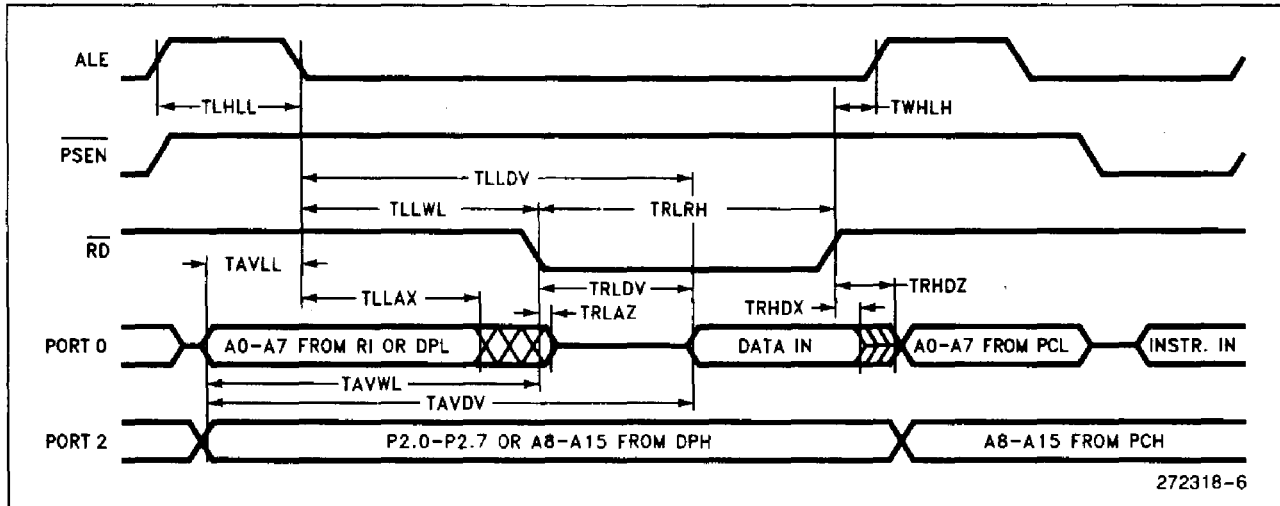 ALE
TLHLL
TWHLH
PSEN
TLLDV
TLLWL
TRLRH
RD
TAVLL
TLLAX
TRLDV
TRLAZ
TRHDX
TRHDZ
PORT 0
A0-A7 FROM RI OR DPL
DATA IN
A0-A7 FROM PCL
INSTR. IN
TAVWL
TAVDV
PORT 2
P2.0-P2.7 OR A8-A15 FROM DPH
A8-A15 FROM PCH
272318-6